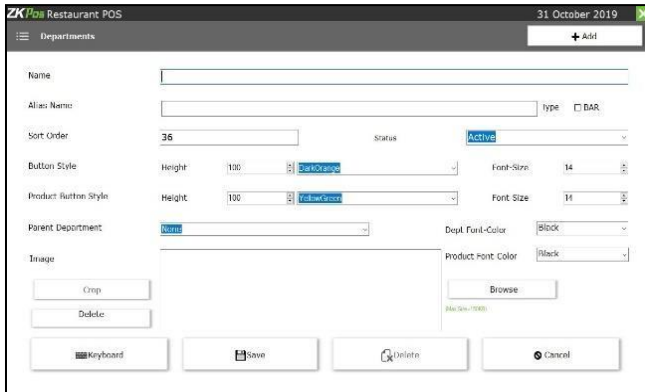 ZKPos Restaurant POS 31 October 2019
Departments + Add
Name
Alias Name Type BAR
Sort Order 36 Status Active
Button Style Height 100 DarkOrange Font-Size 14
Product Button Style Height 100 YellowGreen Font Size 14
Parent Department None Dept Font-Color Black
Image Product Font Color Black
Crop Browse
Delete
Keyboard Save Delete Cancel